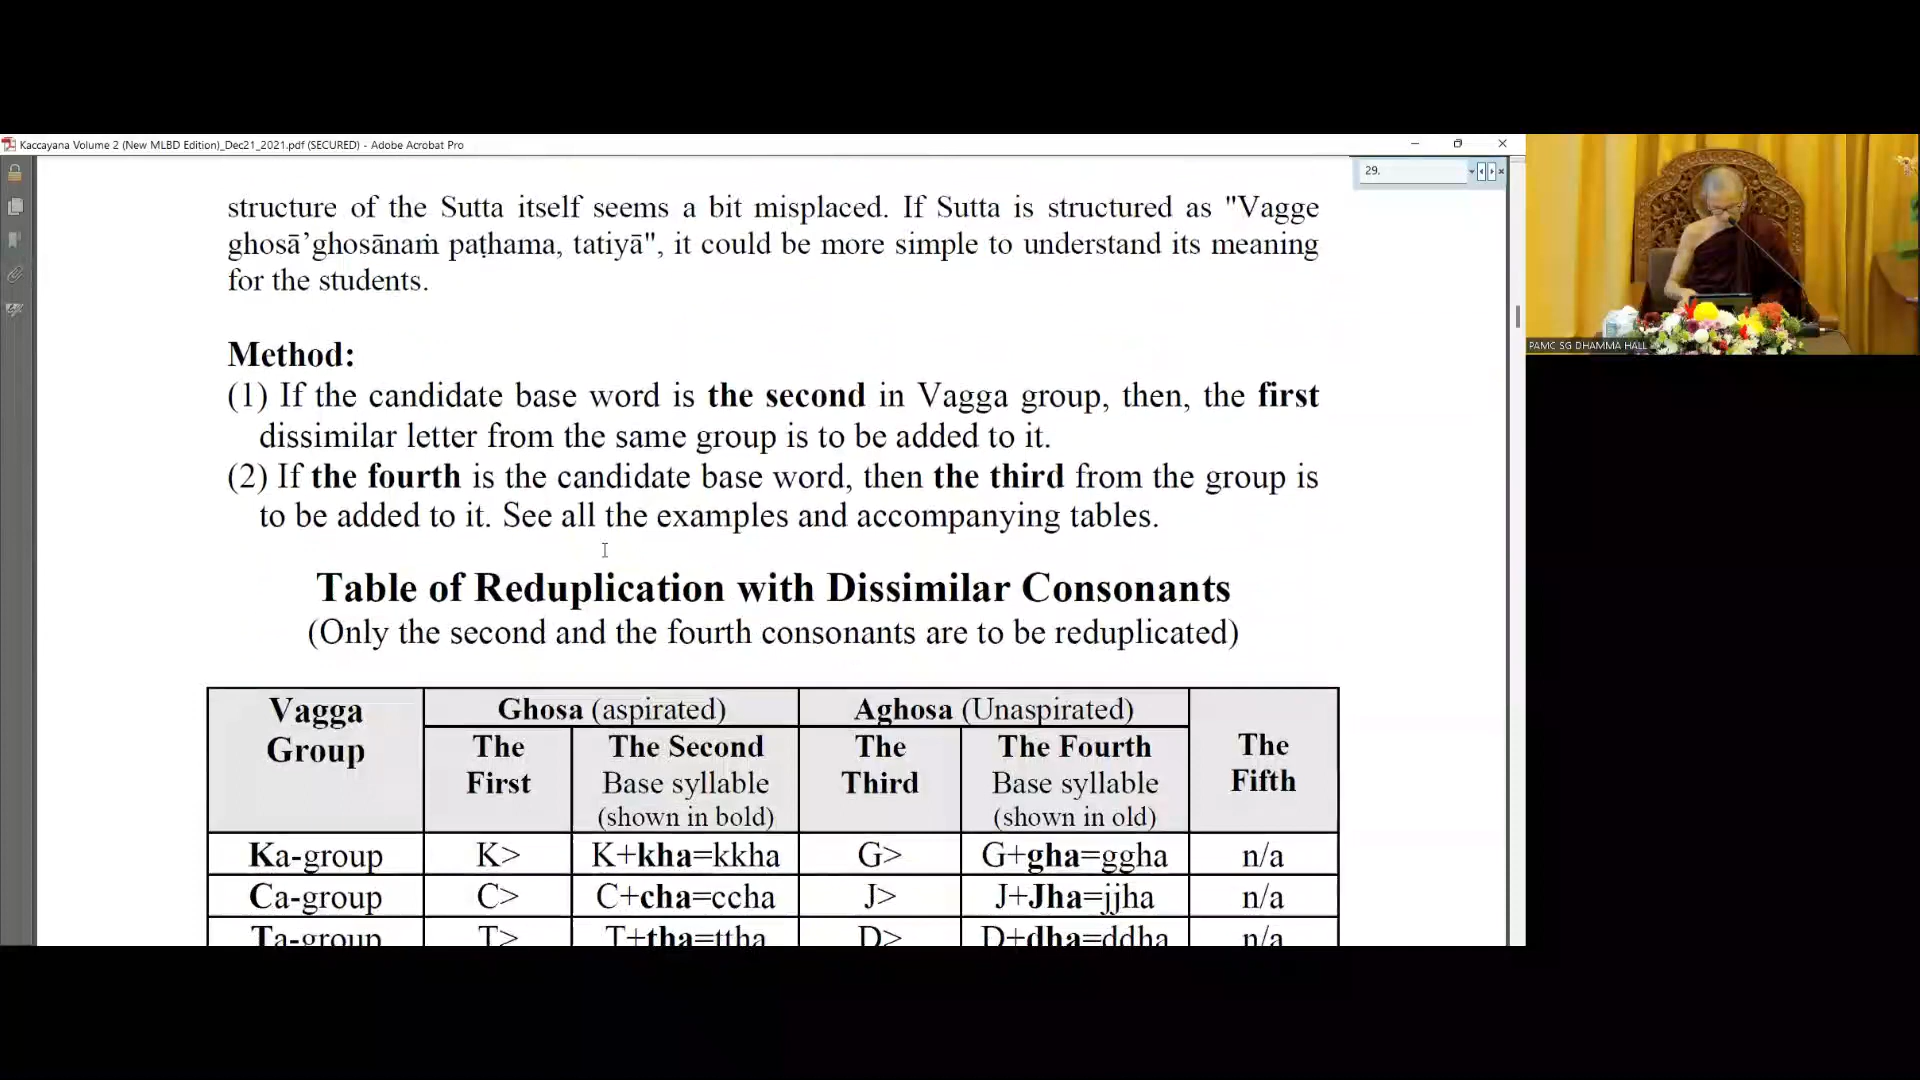 Kaccayana Volume 2 (New MLBD Edition)_Dec21_2021.pdf (SECURED) - Adobe Acrobat Pro
29.
structure of the Sutta itself seems a bit misplaced. If Sutta is structured as "Vagge
ghosā’ghosānaṁ paṭhama, tatiyā", it could be more simple to understand its meaning
for the students.
PAMC SG DHAMMA HALL
Method:
(1) If the candidate base word is the second in Vagga group, then, the first
dissimilar letter from the same group is to be added to it.
(2) If the fourth is the candidate base word, then the third from the group is
to be added to it. See all the examples and accompanying tables.
Table of Reduplication with Dissimilar Consonants
(Only the second and the fourth consonants are to be reduplicated)
Vagga Group
Ghosa (aspirated)
Aghosa (Unaspirated)
The First
The Second
Base syllable
(shown in bold)
The Third
The Fourth
Base syllable
(shown in old)
The Fifth
Ka-group K> K+kha=kkha G> G+gha=ggha n/a
Ca-group C> C+cha=ccha J> J+Jha=jjha n/a
Ta-group T> T+tha=ttha D> D+dha=ddha n/a